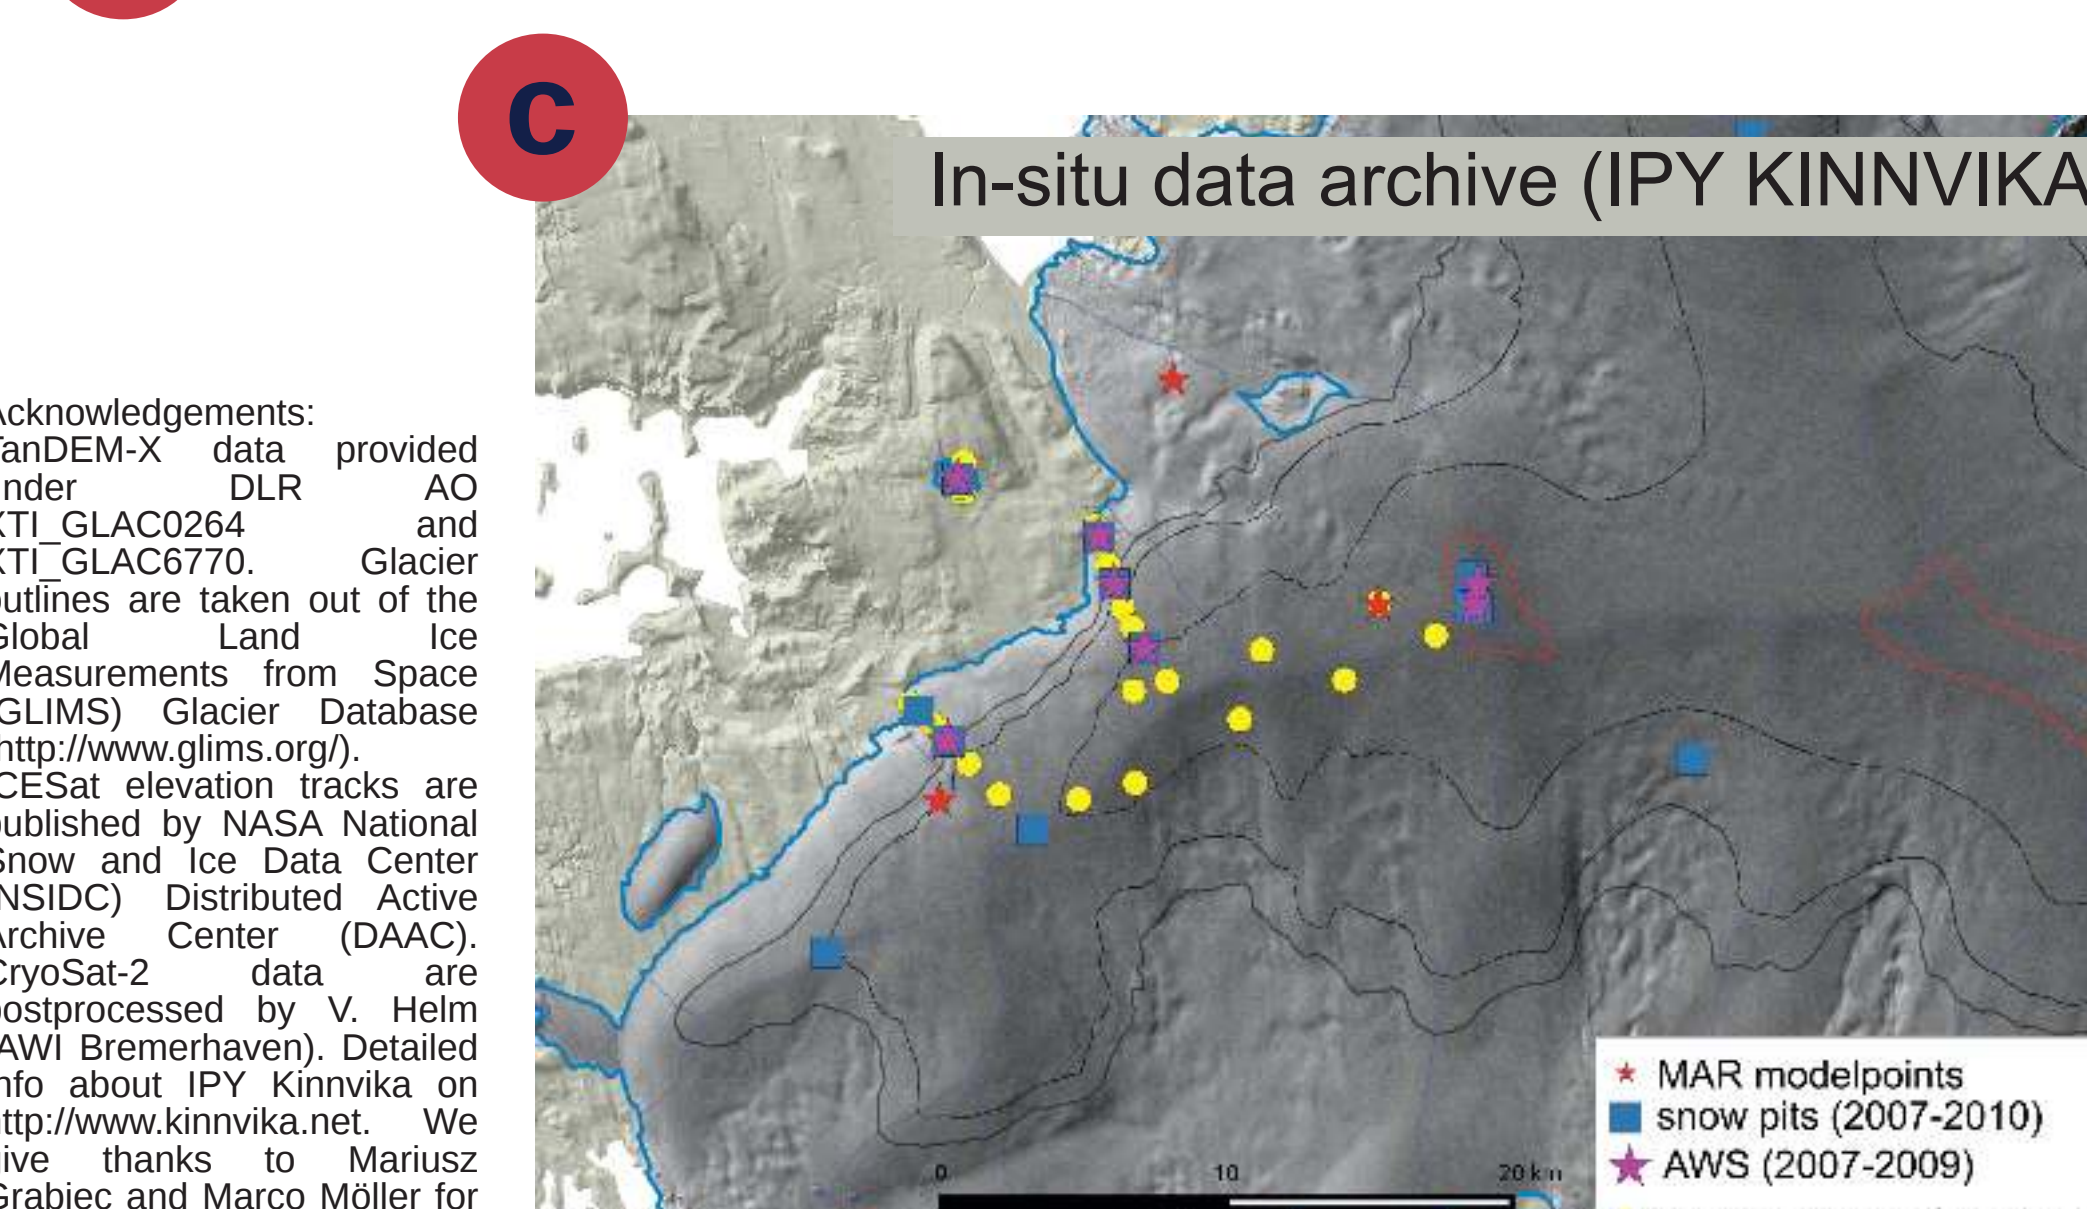 c
In-situ data archive (IPY KINNVIKA
Acknowledgements:
TanDEM-X data provided
under DLR AO
XTI_GLAC0264 and
XTI_GLAC6770. Glacier
outlines are taken out of the
Global Land Ice
Measurements from Space
(GLIMS) Glacier Database
(http://www.glims.org/).
ICESat elevation tracks are
published by NASA National
Snow and Ice Data Center
(NSIDC) Distributed Active
Archive Center (DAAC).
CryoSat-2 data are
postprocessed by V. Helm
(AWI Bremerhaven). Detailed
info about IPY Kinnvika on
http://www.kinnvika.net. We
give thanks to Mariusz
Grabiec and Marco Möller for
MAR modelpoints
snow pits (2007-2010)
AWS (2007-2009)
0 10 20 km